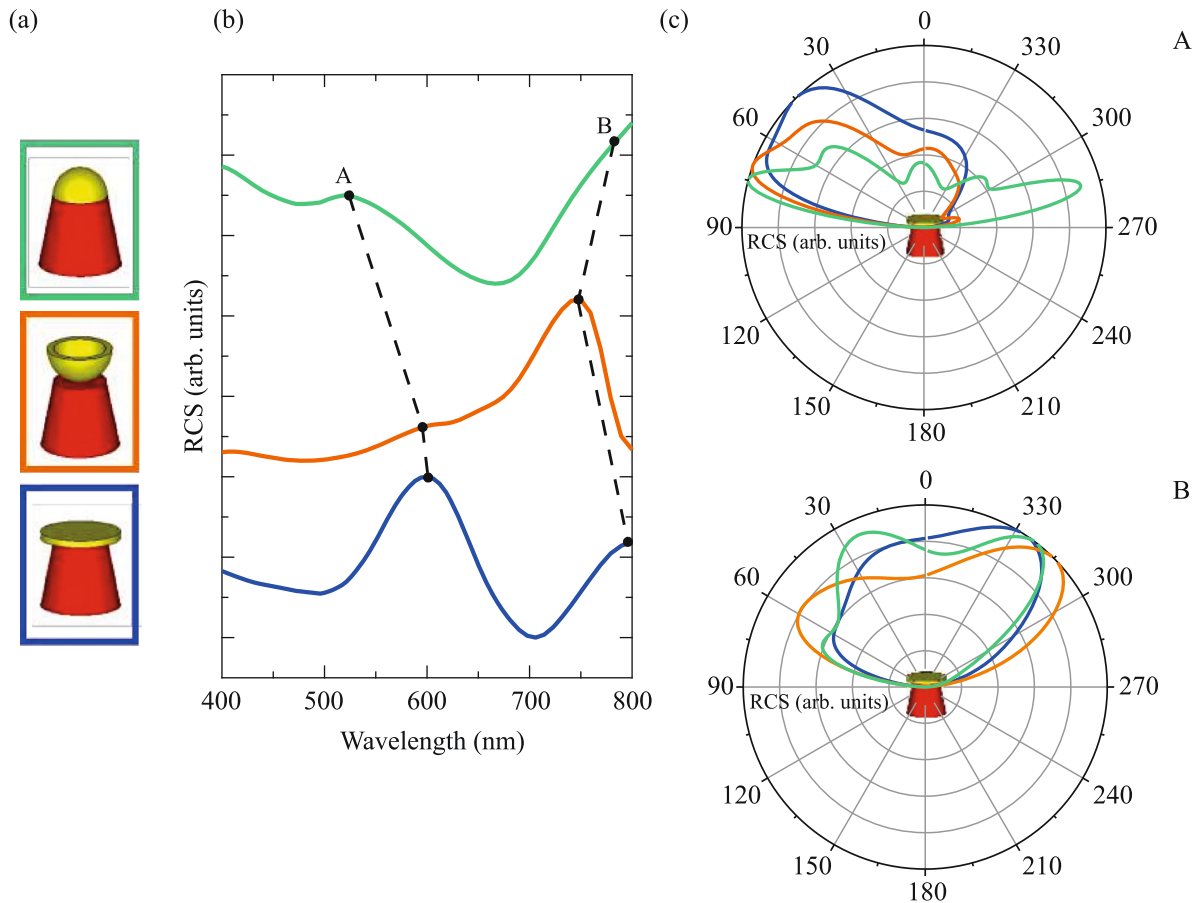 (a)
(b)
A
B
RCS (arb. units)
400 500 600 700 800
Wavelength (nm)
(c)
A
0
30 330
60 300
90 270
RCS (arb. units)
120 240
150 210
180
B
0
30 330
60 300
90 270
RCS (arb. units)
120 240
150 210
180